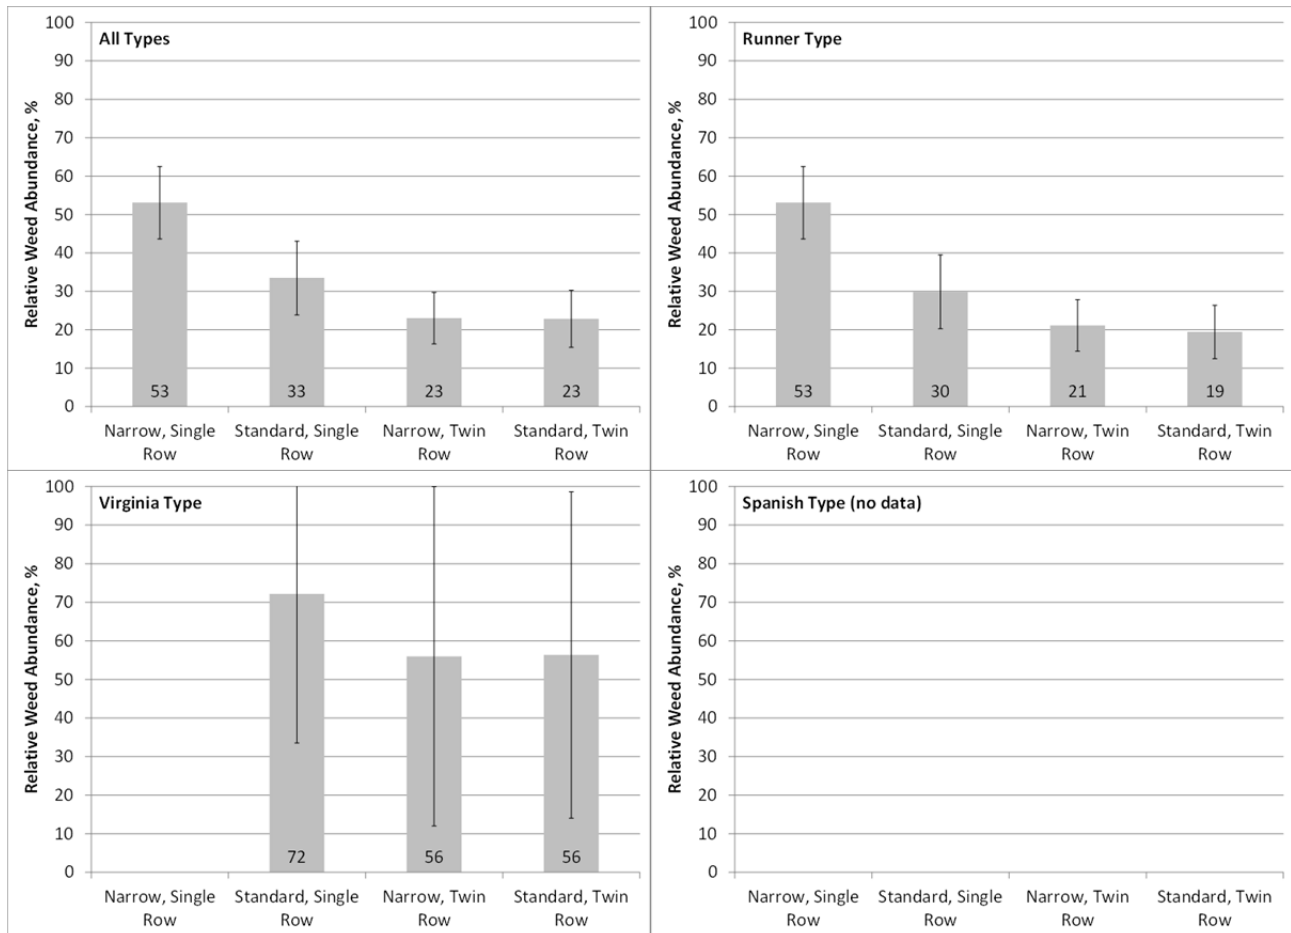 All Types
Relative Weed Abundance, %
100
90
80
70
60
50
40
30
20
10
0
53
33
23
23
Narrow, Single Row
Standard, Single Row
Narrow, Twin Row
Standard, Twin Row
Runner Type
Relative Weed Abundance, %
100
90
80
70
60
50
40
30
20
10
0
53
30
21
19
Narrow, Single Row
Standard, Single Row
Narrow, Twin Row
Standard, Twin Row
Virginia Type
Relative Weed Abundance, %
100
90
80
70
60
50
40
30
20
10
0
72
56
56
Narrow, Single Row
Standard, Single Row
Narrow, Twin Row
Standard, Twin Row
Spanish Type (no data)
Relative Weed Abundance, %
100
90
80
70
60
50
40
30
20
10
0
Narrow, Single Row
Standard, Single Row
Narrow, Twin Row
Standard, Twin Row